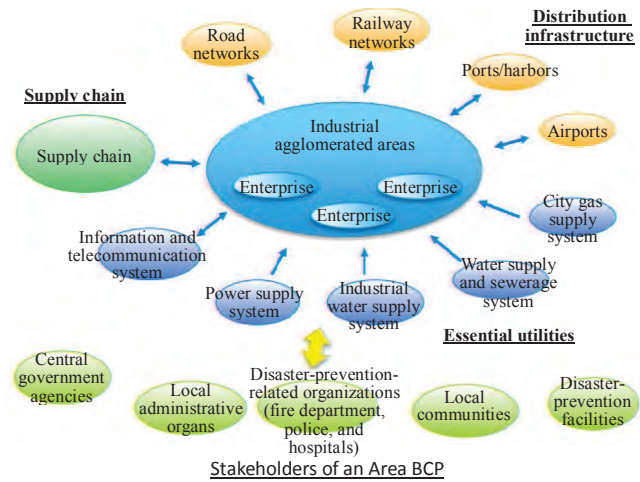 Distribution
infrastructure
Railway
networks
Road
networks
Ports/harbors
Supply chain
Airports
Supply chain
Industrial
agglomerated areas
Enterprise
Enterprise
Enterprise
City gas
supply
system
Information and
telecommunication
system
Water supply
and sewerage
system
Power supply
system
Industrial
water supply
system
Essential utilities
Central
government
agencies
Local
administrative
organs
Disaster-prevention-
related organizations
(fire department,
police, and
hospitals)
Local
communities
Disaster-
prevention
facilities
Stakeholders of an Area BCP